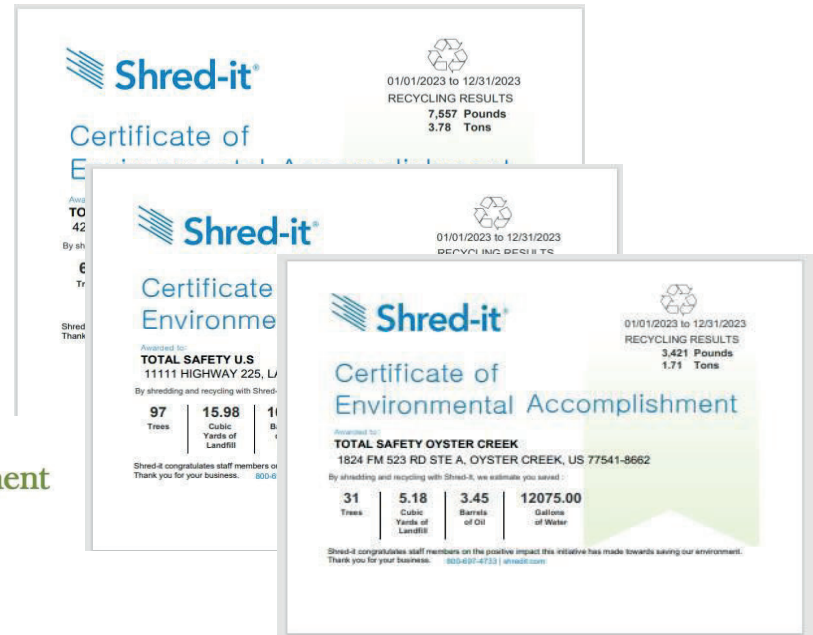 Shred-it®
01/01/2023 to 12/31/2023
RECYCLING RESULTS
7,557 Pounds
3.78 Tons
Certificate of
TO
42
By sh
Tr
Shred
Thank
Shred-it®
01/01/2023 to 12/31/2023
RECYCLING RESULTS
Certificate
Environme
Awarded to:
TOTAL SAFETY U.S
11111 HIGHWAY 225, LA
By shredding and recycling with Shred-
97 15.98
Trees Cubic
Yards of
Landfill
Shred-it congratulates staff members on
Thank you for your business. 800-6
Shred-it®
01/01/2023 to 12/31/2023
RECYCLING RESULTS
3,421 Pounds
1.71 Tons
Certificate of
Environmental Accomplishment
Awarded to:
TOTAL SAFETY OYSTER CREEK
1824 FM 523 RD STE A, OYSTER CREEK, US 77541-8662
By shredding and recycling with Shred-it, we estimate you saved :
31 5.18 3.45 12075.00
Trees Cubic Barrels Gallons
Yards of of Oil of Water
Landfill
Shred-it congratulates staff members on the positive impact this initiative has made towards saving our environment.
Thank you for your business. 800-697-4733 | shredit.com
nent